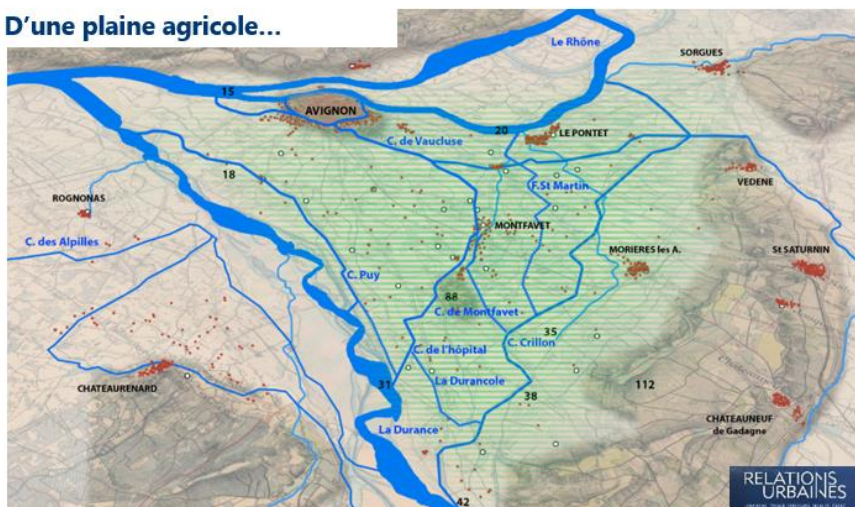 D'une plaine agricole...
Le Rhône
SORGUES
15
AVIGNON
20
LE PONTET
C. de Vaucluse
18
F.St Martin
VEDENE
ROGNONAS
MONTFAVET
C. des Alpilles
MORIERES les A.
St SATURNIN
C. Puy
88
C. de Montfavet
35
C. Crillon
C. de l'hôpital
31
La Durancole
112
CHATEAURENARD
38
CHATEAUNEUF
de Gadagne
La Durance
42
RELATIONS
URBAINES